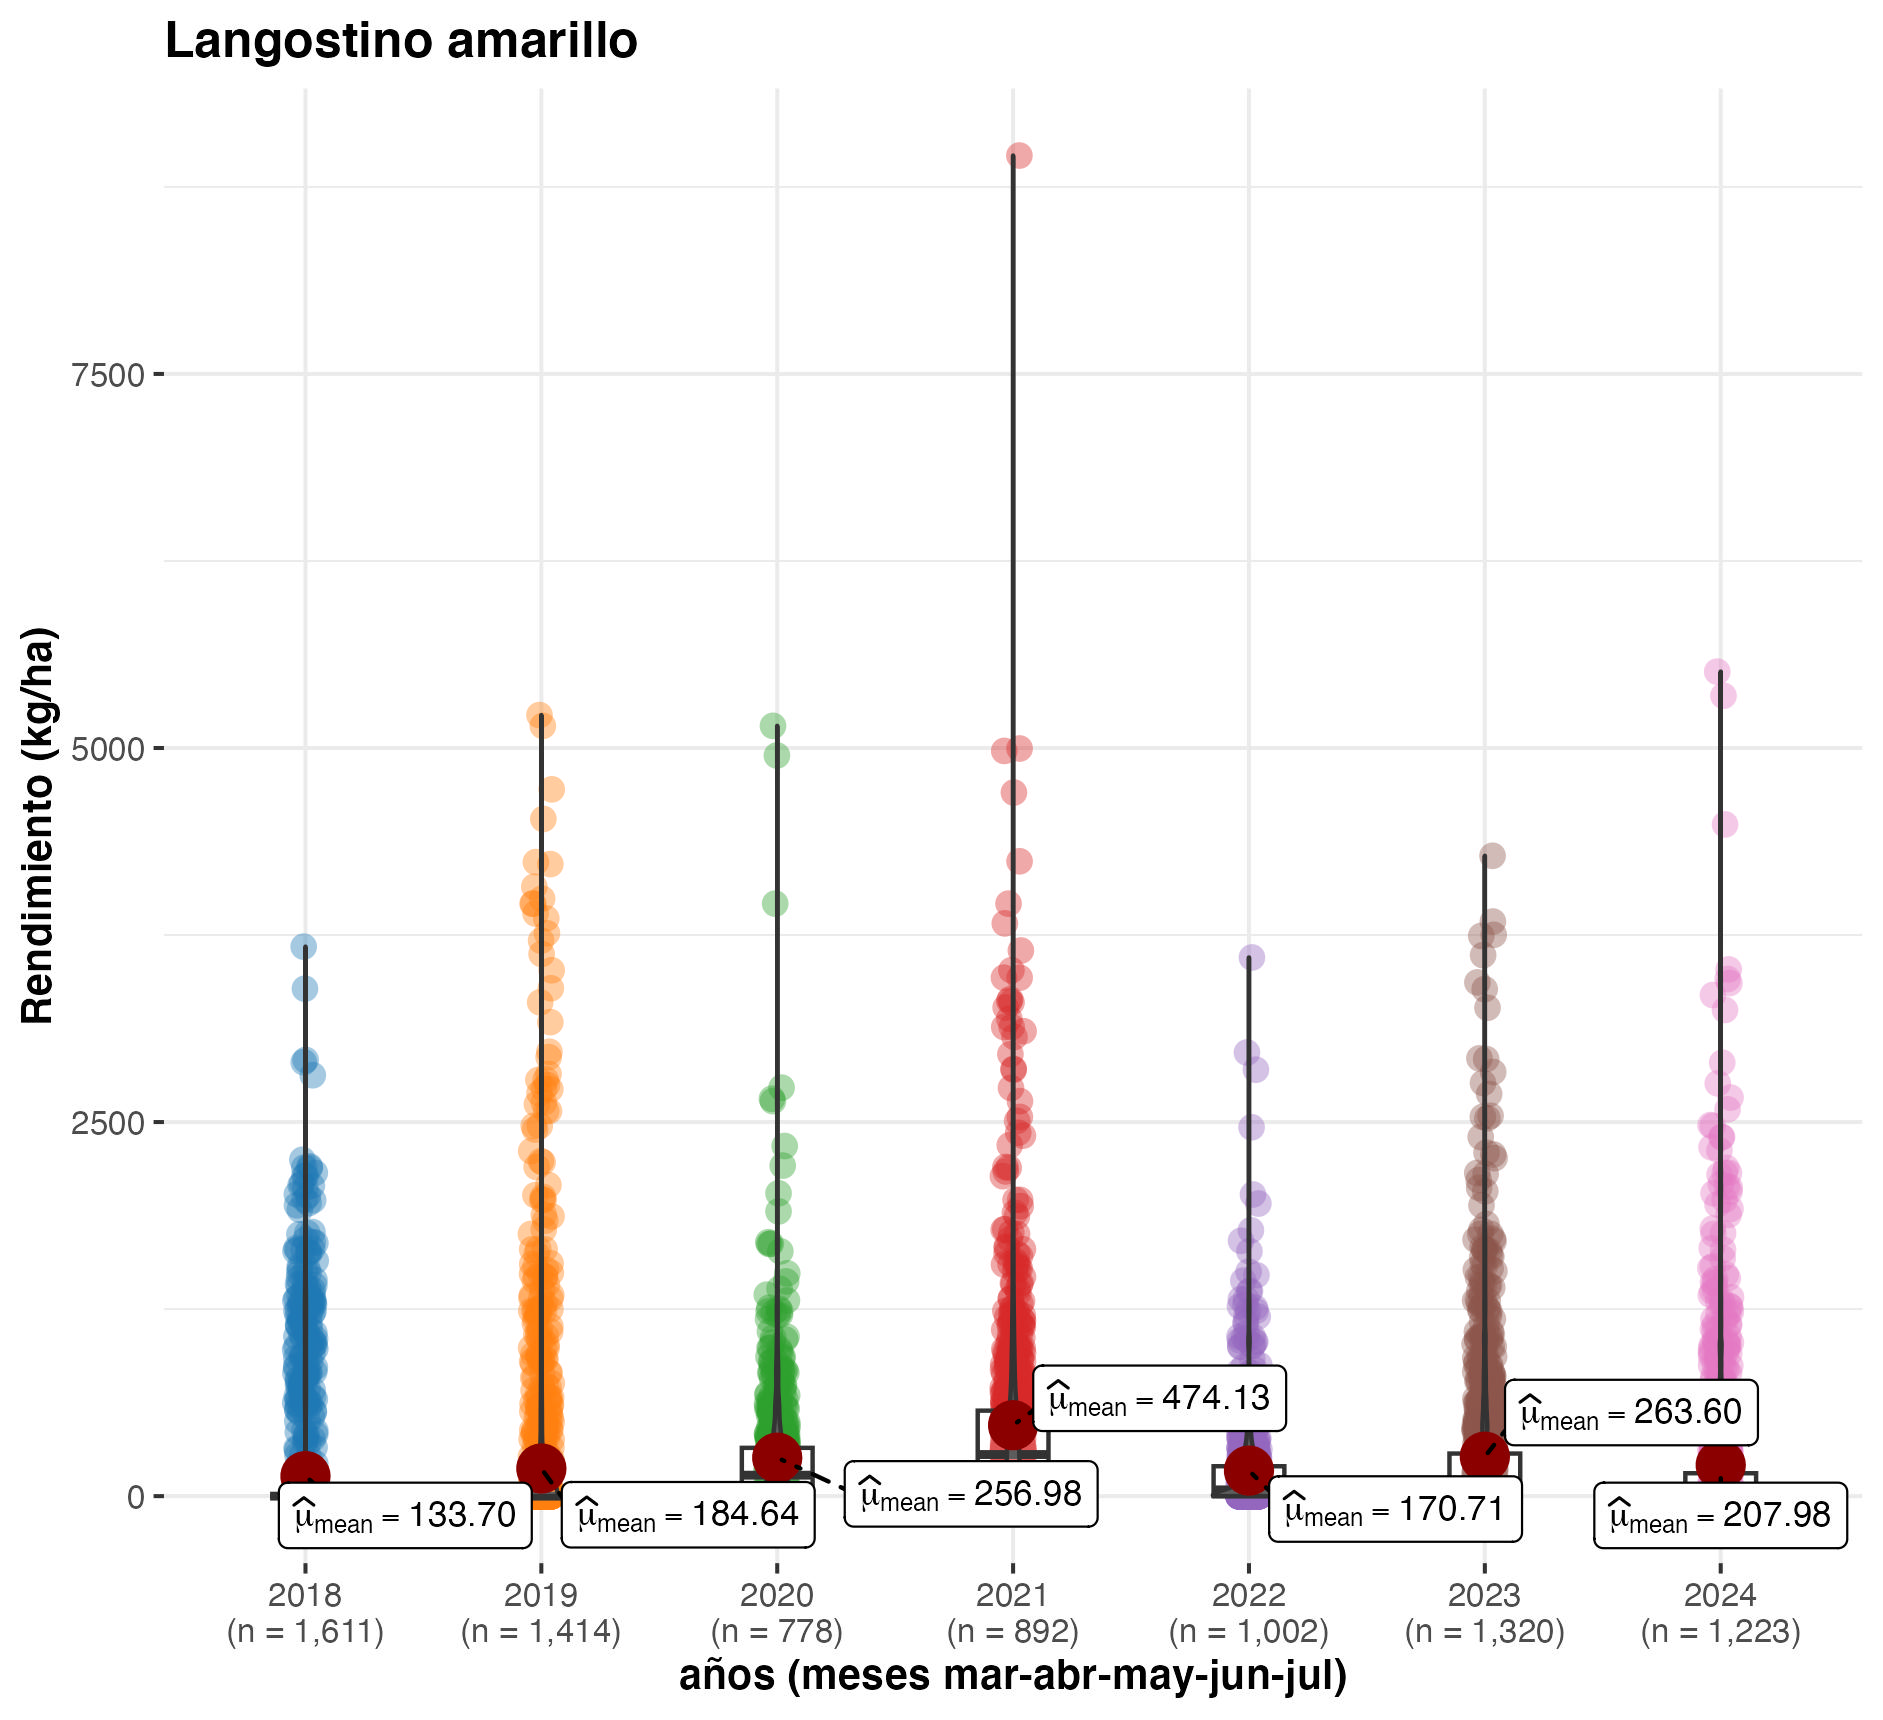 Langostino amarillo
Rendimiento (kg/ha)
7500
5000
2500
0
μ̂mean = 474.13
μ̂mean = 263.60
μ̂mean = 256.98
μ̂mean = 170.71
μ̂mean = 133.70
μ̂mean = 184.64
μ̂mean = 207.98
2018 2019 2020 2021 2022 2023 2024
(n = 1,611) (n = 1,414) (n = 778) (n = 892) (n = 1,002) (n = 1,320) (n = 1,223)
años (meses mar-abr-may-jun-jul)